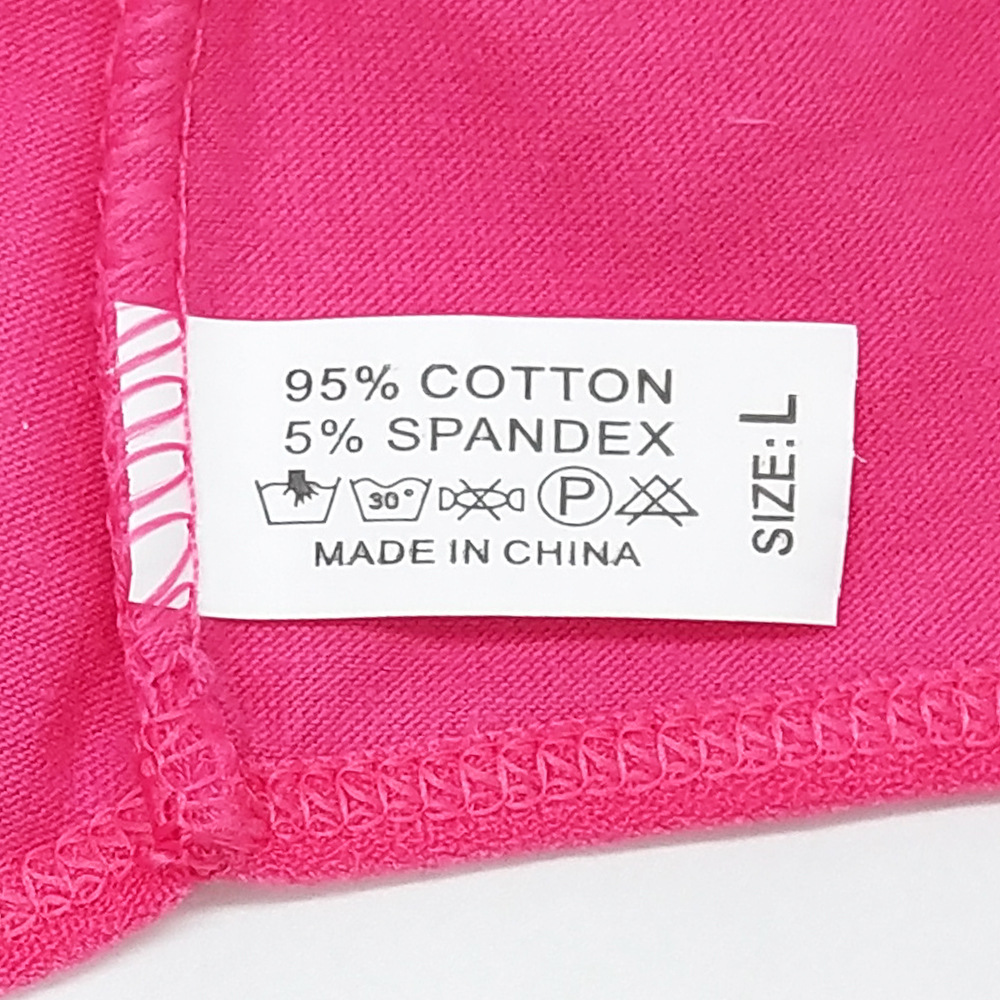 95% COTTON
5% SPANDEX
30°
P
MADE IN CHINA
SIZE: L